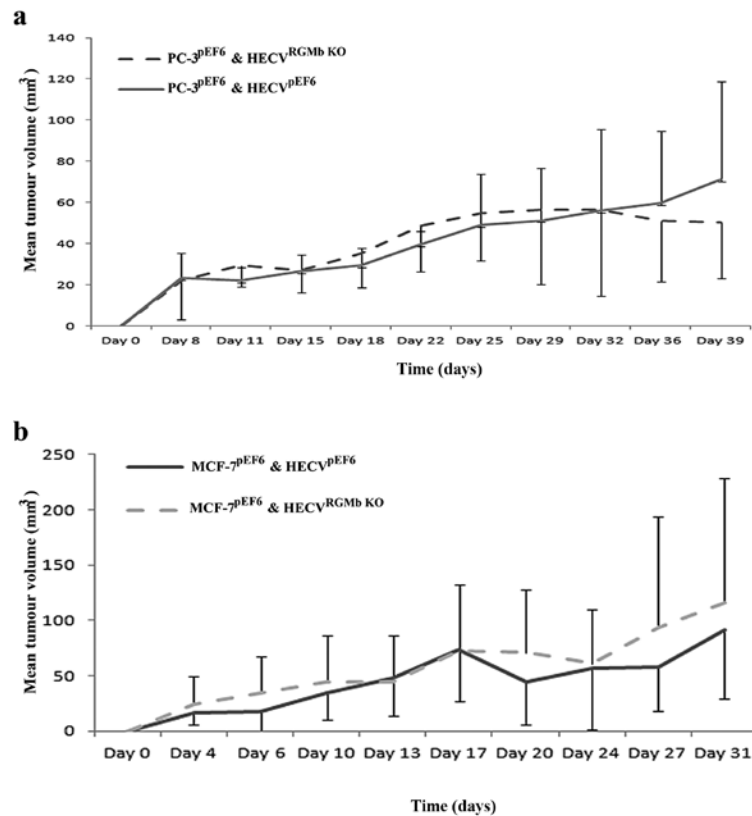 a
140
120
100
80
60
40
20
0
Mean tumour volume (mm³)
PC-3pEF6 & HECVRGMb KO
PC-3pEF6 & HECVpEF6
Day 0 Day 8 Day 11 Day 15 Day 18 Day 22 Day 25 Day 29 Day 32 Day 36 Day 39
Time (days)
b
250
200
150
100
50
0
Mean tumour volume (mm³)
MCF-7pEF6 & HECVpEF6
MCF-7pEF6 & HECVRGMb KO
Day 0 Day 4 Day 6 Day 10 Day 13 Day 17 Day 20 Day 24 Day 27 Day 31
Time (days)